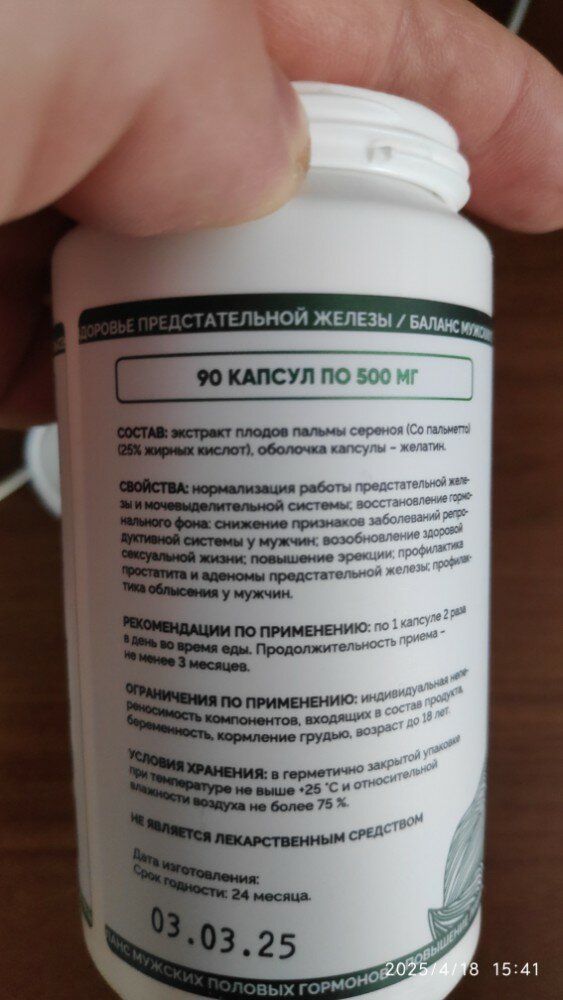 ЗДОРОВЬЕ ПРЕДСТАТЕЛЬНОЙ ЖЕЛЕЗЫ / БАЛАНС МУЖСКИХ
90 КАПСУЛ ПО 500 МГ
СОСТАВ: экстракт плодов пальмы сереноя (Со пальметто)
(25% жирных кислот), оболочка капсулы – желатин.
СВОЙСТВА: нормализация работы предстательной желе-
зы и мочевыделительной системы; восстановление гормо-
нального фона: снижение признаков заболеваний репро-
дуктивной системы у мужчин; возобновление здоровой
сексуальной жизни; повышение эрекции; профилактика
простатита и аденомы предстательной железы; профилак-
тика облысения у мужчин.
РЕКОМЕНДАЦИИ ПО ПРИМЕНЕНИЮ: по 1 капсуле 2 раза
в день во время еды. Продолжительность приема –
не менее 3 месяцев.
ОГРАНИЧЕНИЯ ПО ПРИМЕНЕНИЮ: индивидуальная непе-
реносимость компонентов, входящих в состав продукта,
беременность, кормление грудью, возраст до 18 лет.
УСЛОВИЯ ХРАНЕНИЯ: в герметично закрытой упаковке
при температуре не выше +25 °С и относительной
влажности воздуха не более 75 %.
НЕ ЯВЛЯЕТСЯ ЛЕКАРСТВЕННЫМ СРЕДСТВОМ
Дата изготовления:
Срок годности: 24 месяца.
03.03.25
ЛАНС МУЖСКИХ ПОЛОВЫХ ГОРМОНОВ ПОВЫШЕНИЕ
2025/4/18 15:41